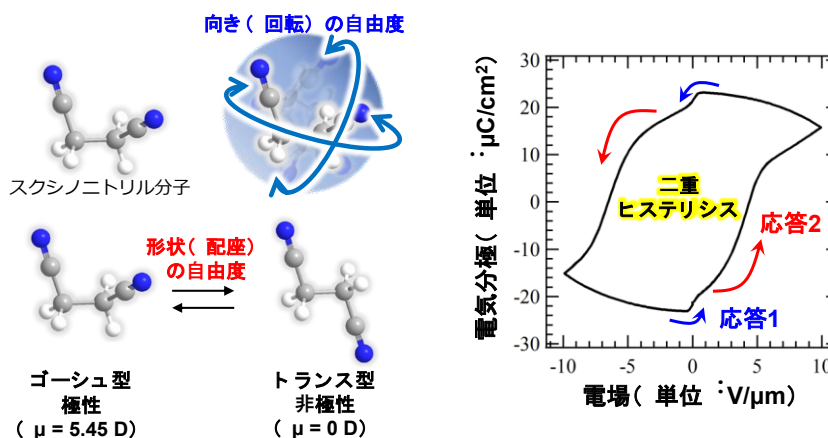 向き( 回転) の自由度
スクシノニトリル分子
形状( 配座)
の自由度
ゴーシュ型
極性
( μ = 5.45 D)
トランス型
非極性
( μ = 0 D)
電気分極( 単位 :μC/cm²)
30
20
10
0
-10
-20
-30
二重
ヒステリシス
応答2
応答1
-10
-5
0
5
10
電場( 単位 :V/μm)